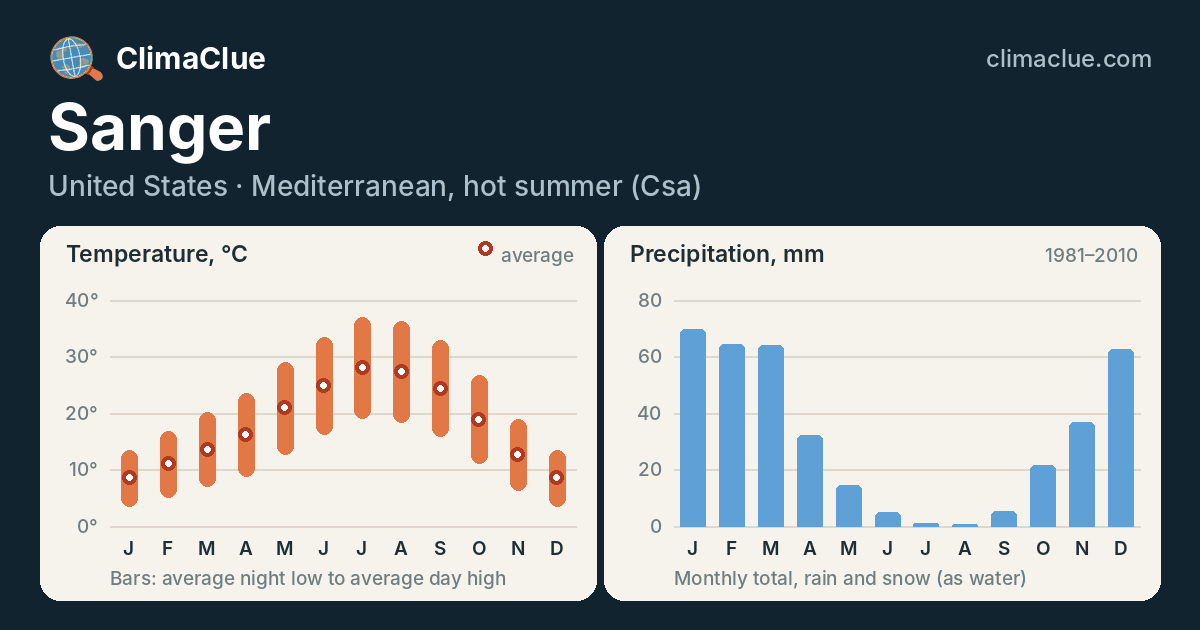 ClimaClue
climaclue.com
Sanger
United States · Mediterranean, hot summer (Csa)
Temperature, °C
average
40°
30°
20°
10°
0°
J F M A M J J A S O N D
Bars: average night low to average day high
Precipitation, mm
1981–2010
80
60
40
20
0
J F M A M J J A S O N D
Monthly total, rain and snow (as water)